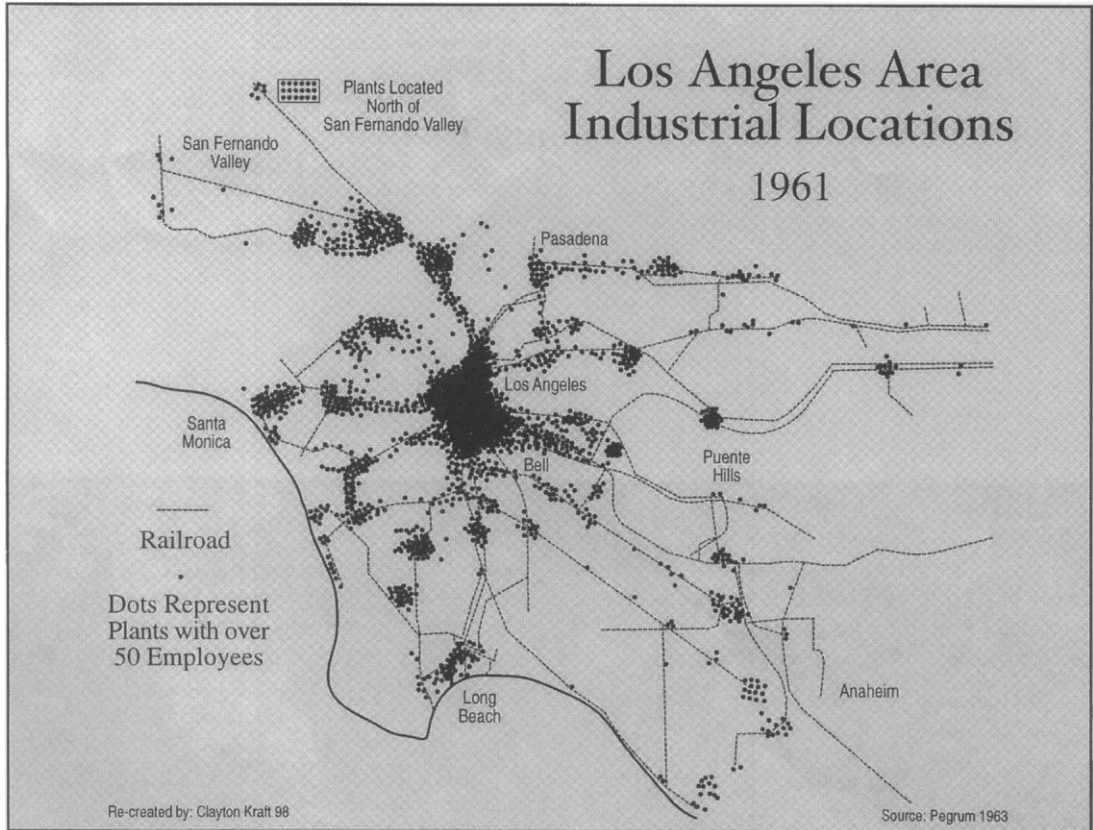 Los Angeles Area
Industrial Locations
1961
Plants Located
North of
San Fernando Valley
San Fernando
Valley
Pasadena
Los Angeles
Santa
Monica
Bell
Puente
Hills
Railroad
Dots Represent
Plants with over
50 Employees
Long
Beach
Anaheim
Re-created by: Clayton Kraft 98
Source: Pegrum 1963